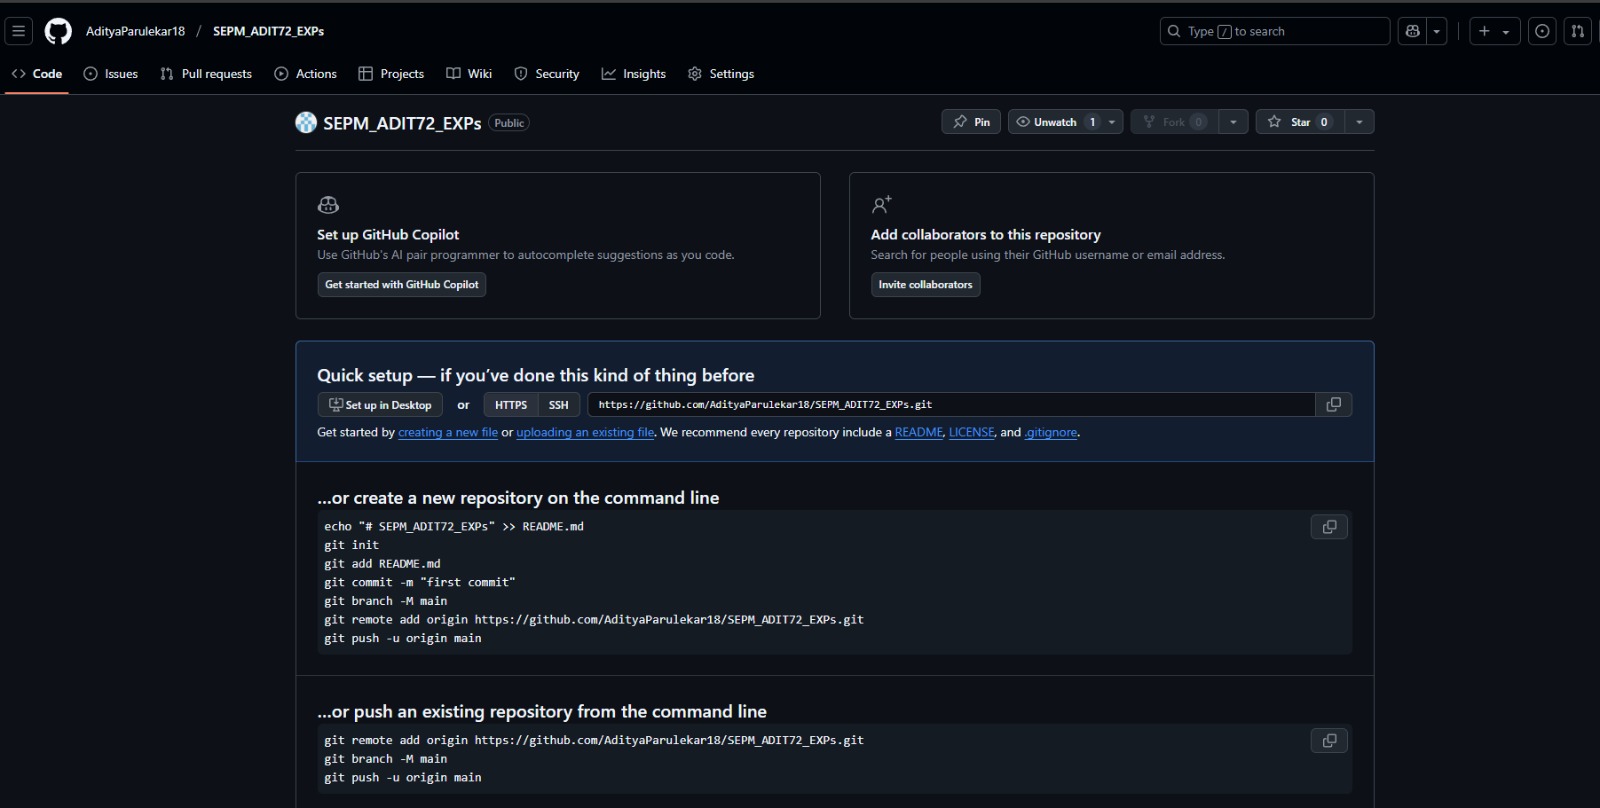 AdityaParulekar18 / SEPM_ADIT72_EXPs
Type / to search
Code Issues Pull requests Actions Projects Wiki Security Insights Settings
SEPM_ADIT72_EXPs Public
Pin Unwatch 1 Fork 0 Star 0
Set up GitHub Copilot
Use GitHub's AI pair programmer to autocomplete suggestions as you code.
Get started with GitHub Copilot
Add collaborators to this repository
Search for people using their GitHub username or email address.
Invite collaborators
Quick setup — if you’ve done this kind of thing before
Set up in Desktop or HTTPS SSH https://github.com/AdityaParulekar18/SEPM_ADIT72_EXPs.git
Get started by creating a new file or uploading an existing file. We recommend every repository include a README, LICENSE, and .gitignore.
…or create a new repository on the command line
echo "# SEPM_ADIT72_EXPs" >> README.md
git init
git add README.md
git commit -m "first commit"
git branch -M main
git remote add origin https://github.com/AdityaParulekar18/SEPM_ADIT72_EXPs.git
git push -u origin main
…or push an existing repository from the command line
git remote add origin https://github.com/AdityaParulekar18/SEPM_ADIT72_EXPs.git
git branch -M main
git push -u origin main